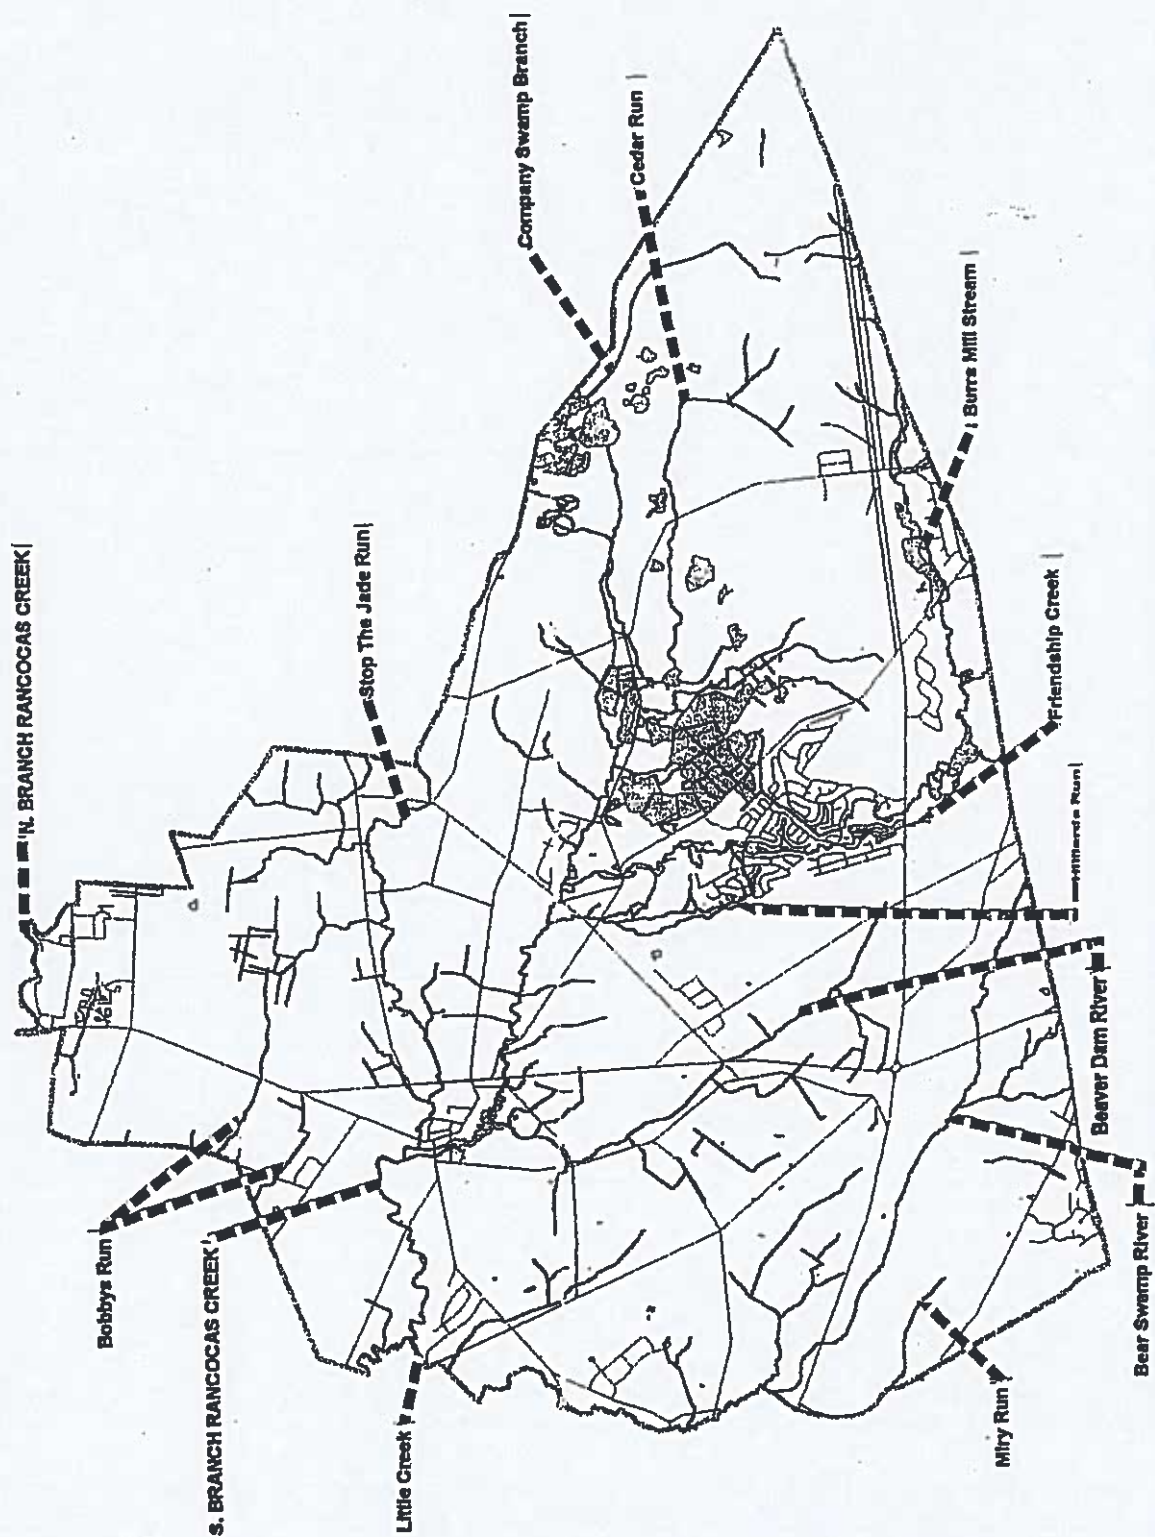 N. BRANCH RANCOCAS CREEK
Company Swamp Branch
Cedar Run
Stop The Jade Run
Burrs Mill Stream
Friendship Creek
Run
Beaver Dam River
Bear Swamp River
Bobbys Run
S. BRANCH RANCOCAS CREEK
Little Creek
Miry Run